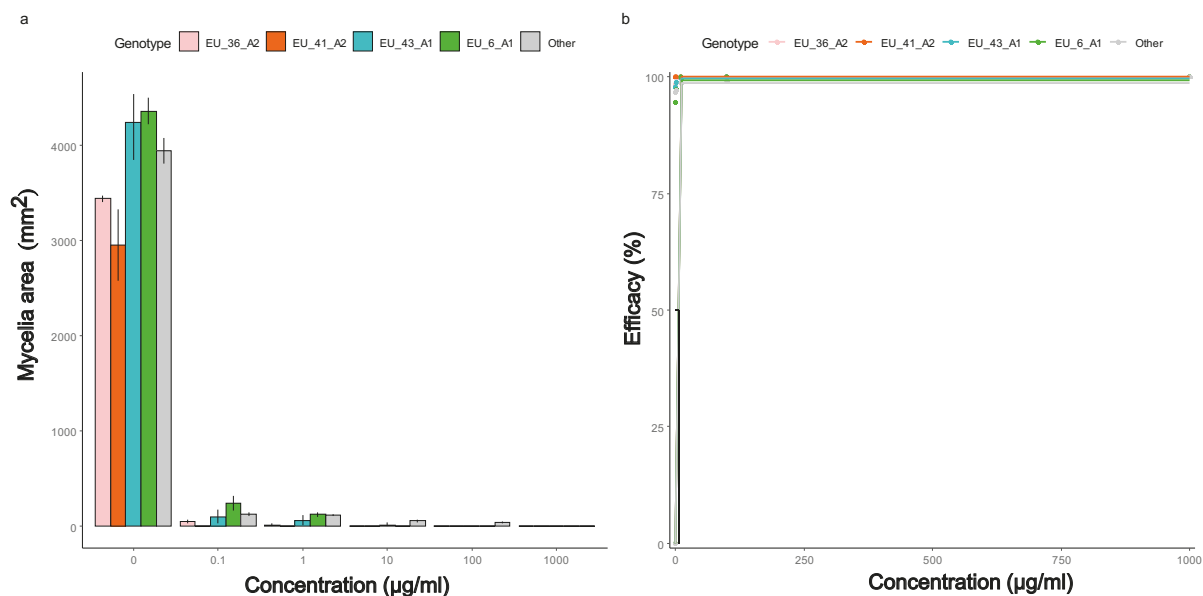 a
Genotype EU_36_A2 EU_41_A2 EU_43_A1 EU_6_A1 Other
Mycelia area (mm²)
4000
3000
2000
1000
0
0 0.1 1 10 100 1000
Concentration (µg/ml)
b
Genotype EU_36_A2 EU_41_A2 EU_43_A1 EU_6_A1 Other
Efficacy (%)
100
75
50
25
0
0 250 500 750 1000
Concentration (µg/ml)